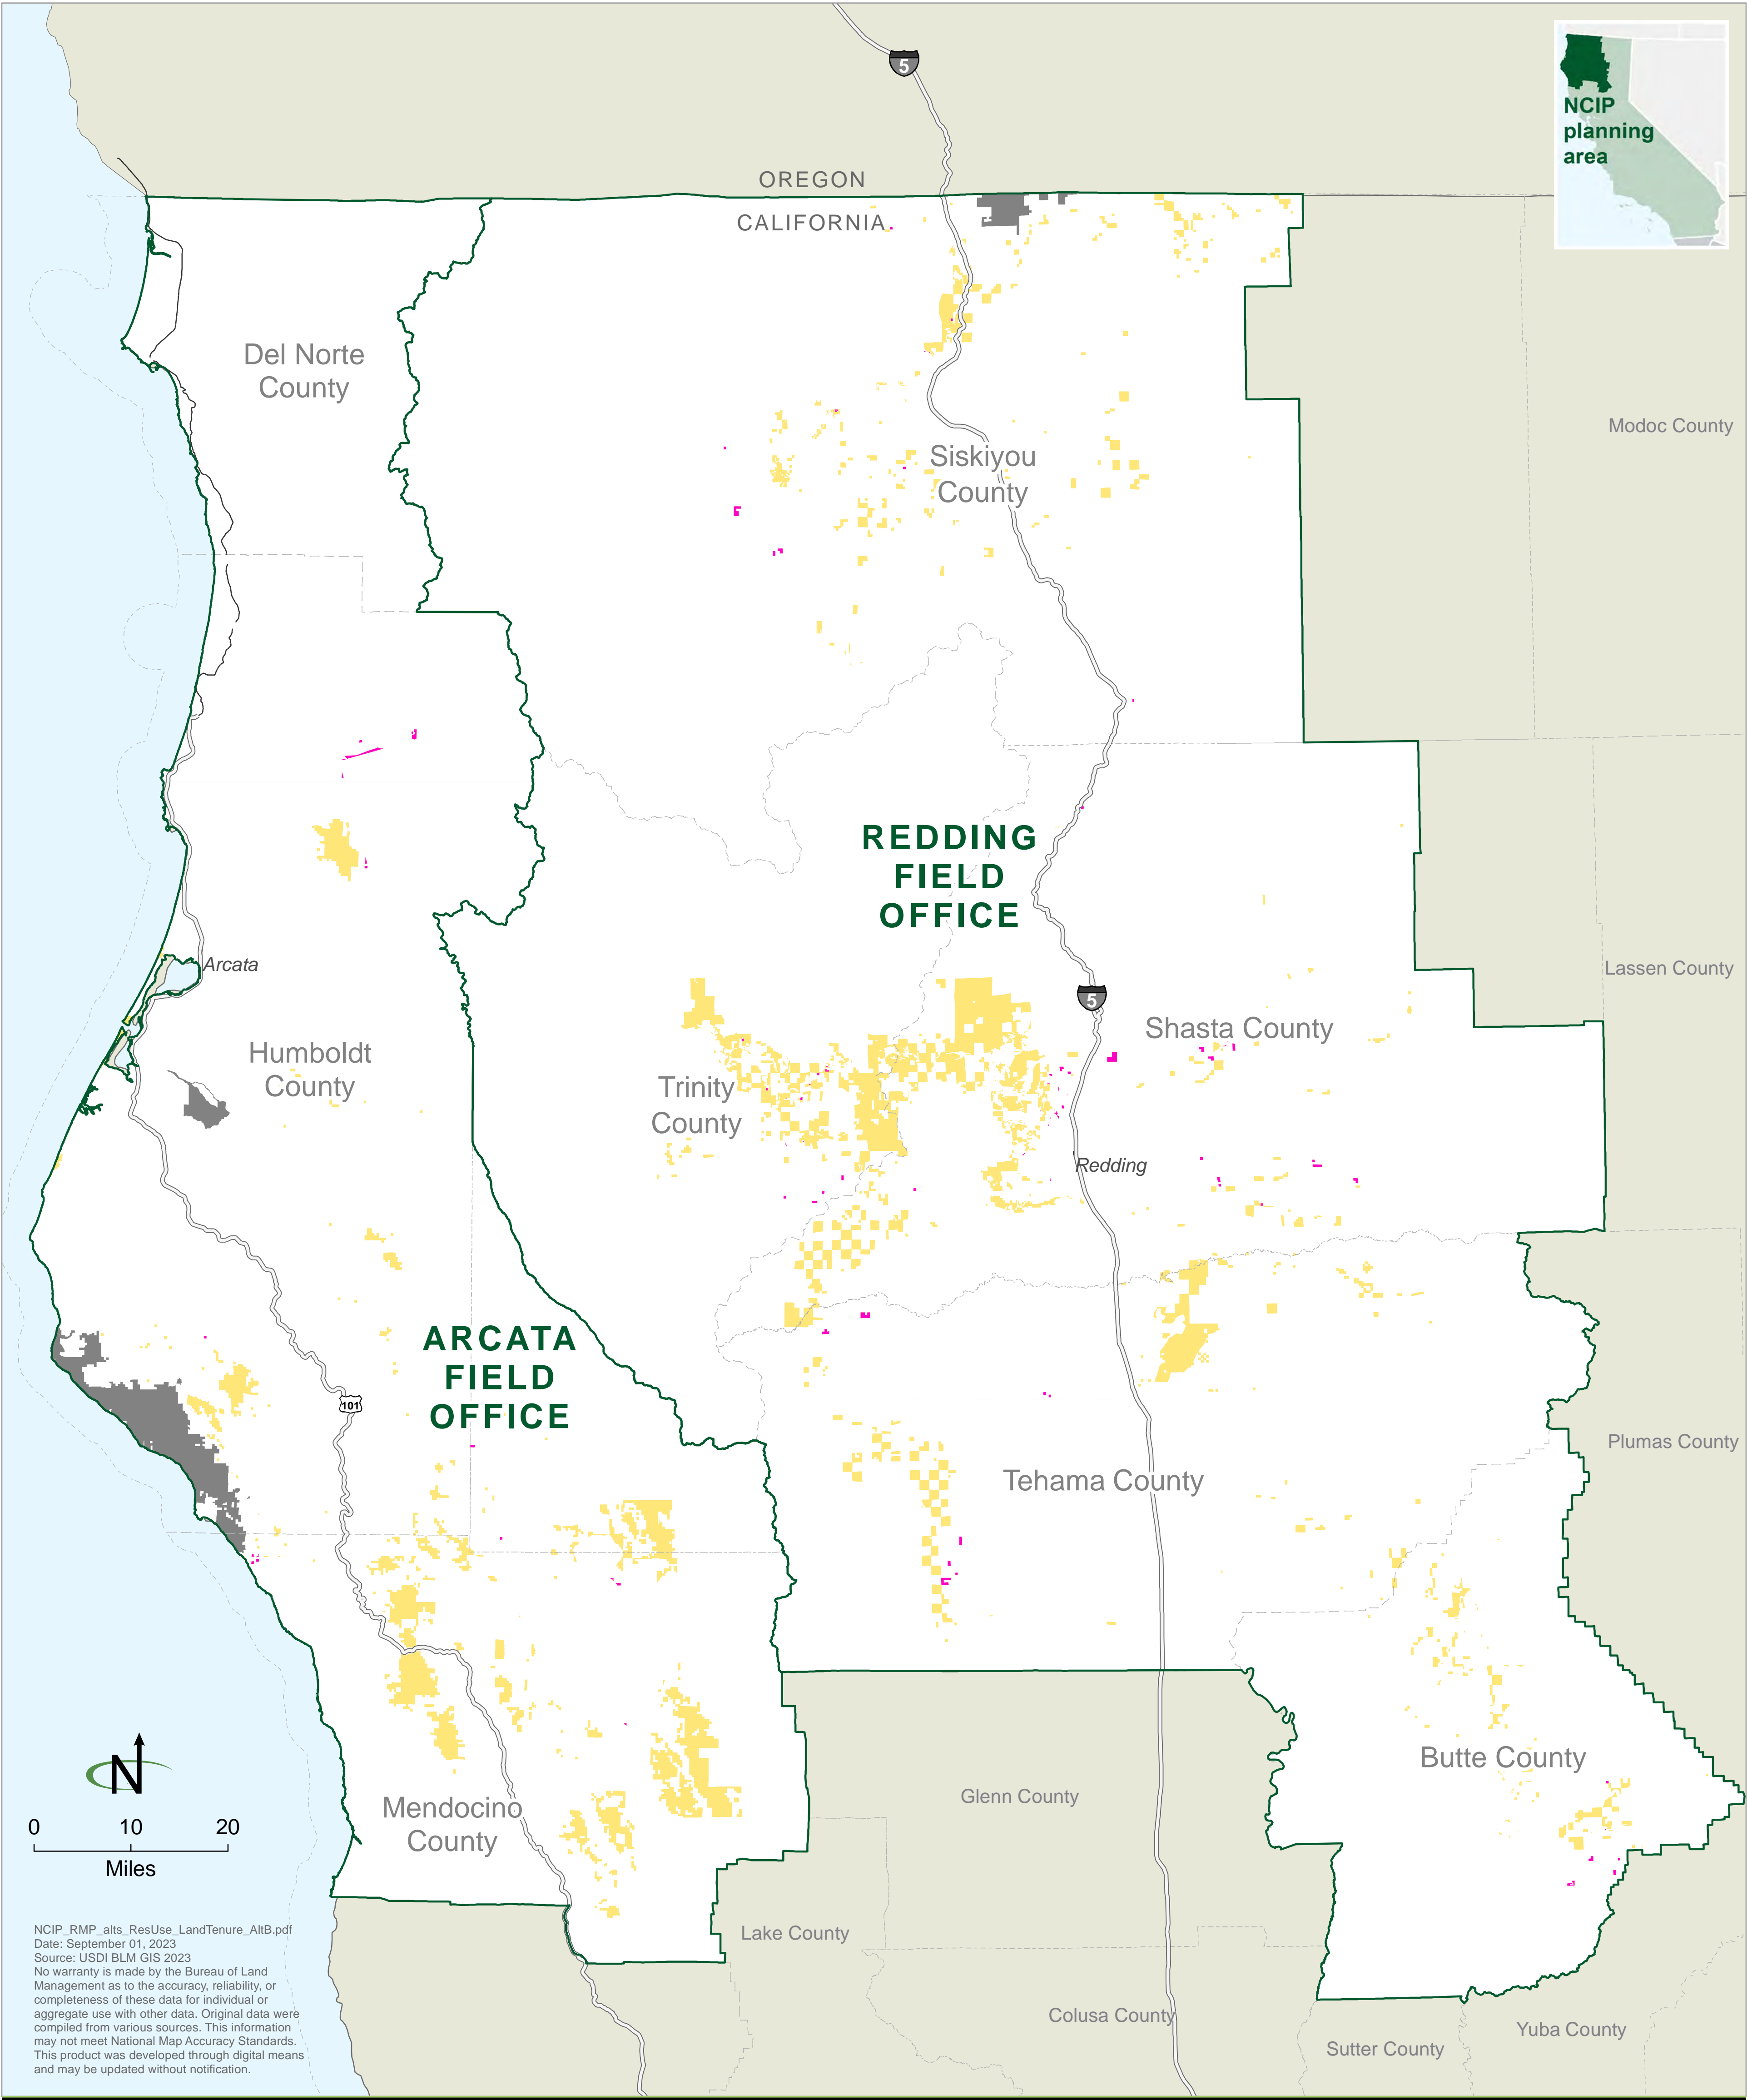 5
NCIP
planning
area
OREGON
CALIFORNIA
Del Norte
County
Modoc County
Siskiyou
County
REDDING
FIELD
OFFICE
Arcata
Lassen County
5
Shasta County
Humboldt
County
Trinity
County
Redding
ARCATA
FIELD
OFFICE
101
Plumas County
Tehama County
Butte County
N
Glenn County
Mendocino
County
0 10 20
Miles
Lake County
NCIP_RMP_alts_ResUse_LandTenure_AltB.pdf
Date: September 01, 2023
Source: USDI BLM GIS 2023
No warranty is made by the Bureau of Land
Management as to the accuracy, reliability, or
completeness of these data for individual or
aggregate use with other data. Original data were
compiled from various sources. This information
may not meet National Map Accuracy Standards.
This product was developed through digital means
and may be updated without notification.
Colusa County
Yuba County
Sutter County